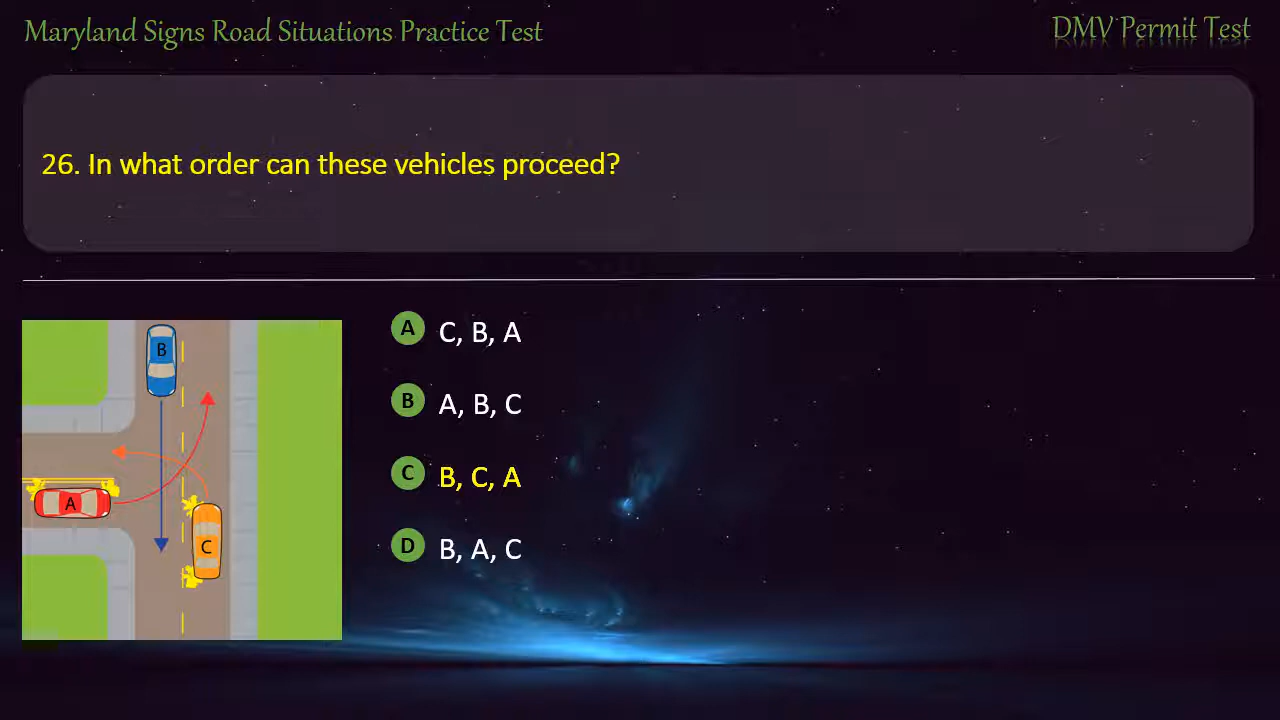 Maryland Signs Road Situations Practice Test
DMV Permit Test
26. In what order can these vehicles proceed?
B
A
C
A C, B, A
B A, B, C
C B, C, A
D B, A, C